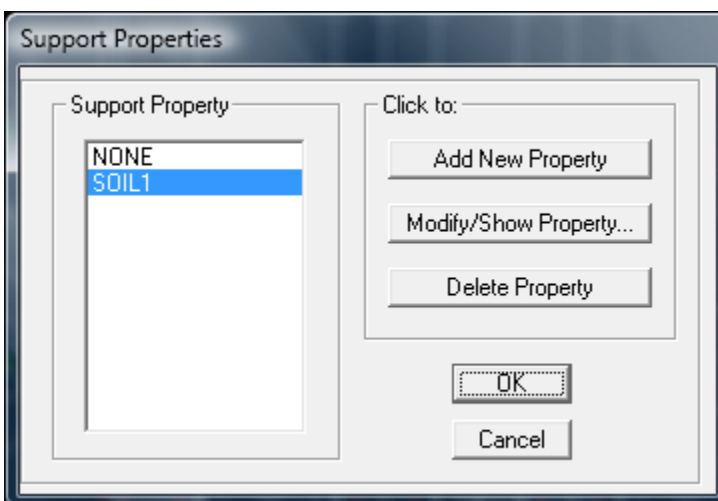 Support Properties
Support Property
NONE
SOIL1
Click to:
Add New Property
Modify/Show Property...
Delete Property
OK
Cancel